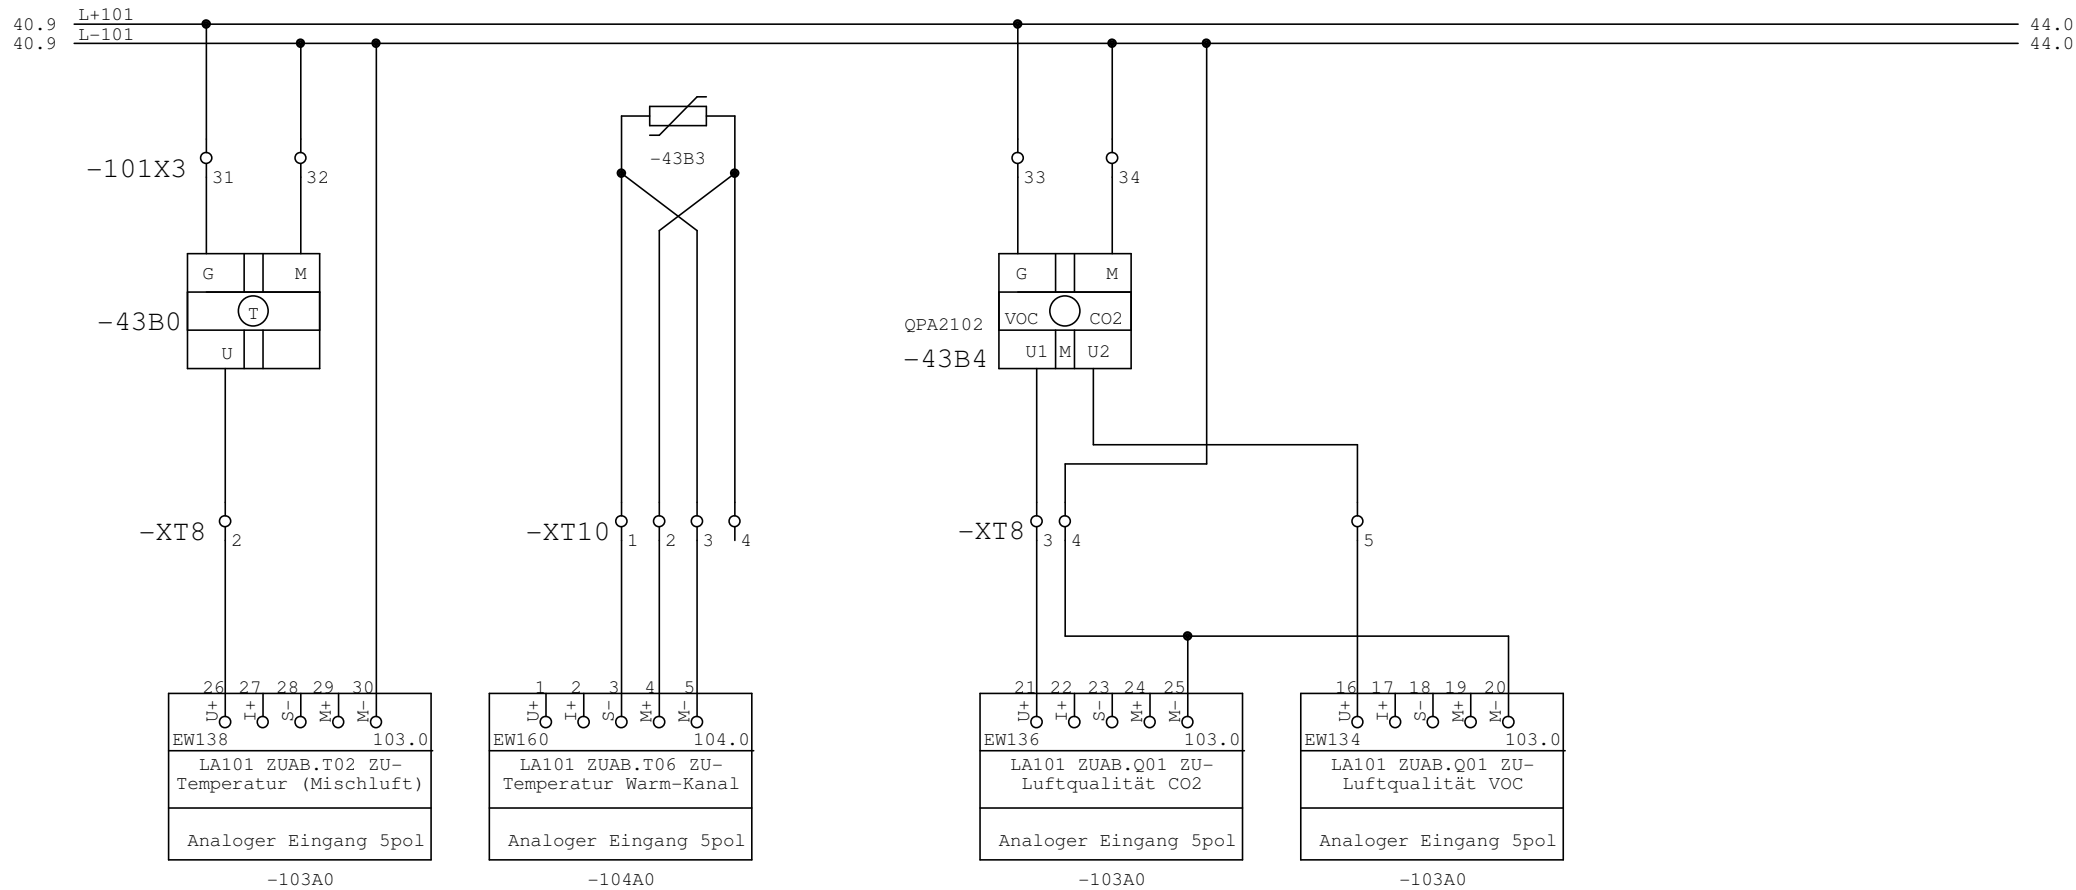 40.9 L+101 44.0
40.9 L-101 44.0
-43B3
-101X3 31 32 33 34
G M G M
-43B0 T QPA2102 VOC CO2
U -43B4 U1 M U2
-XT8 2 -XT10 1 2 3 4 -XT8 3 4 5
26 27 28 29 30 1 2 3 4 5 21 22 23 24 25 16 17 18 19 20
U+ I+ S- M+ M- U+ I+ S- M+ M- U+ I+ S- M+ M- U+ I+ S- M+ M-
EW138 103.0 EW160 104.0 EW136 103.0 EW134 103.0
LA101 ZUAB.T02 ZU-
Temperatur (Mischluft)
Analoger Eingang 5pol
-103A0
LA101 ZUAB.T06 ZU-
Temperatur Warm-Kanal
Analoger Eingang 5pol
-104A0
LA101 ZUAB.Q01 ZU-
Luftqualität CO2
Analoger Eingang 5pol
-103A0
LA101 ZUAB.Q01 ZU-
Luftqualität VOC
Analoger Eingang 5pol
-103A0